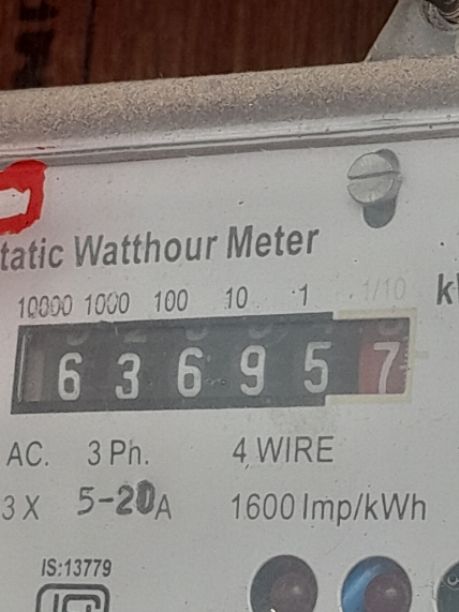 tatic Watthour Meter
10000 1000 100 10 1 1/10 k
6 3 6 9 5 7
AC. 3 Ph. 4 WIRE
3 X 5-20A 1600 Imp/kWh
IS:13779